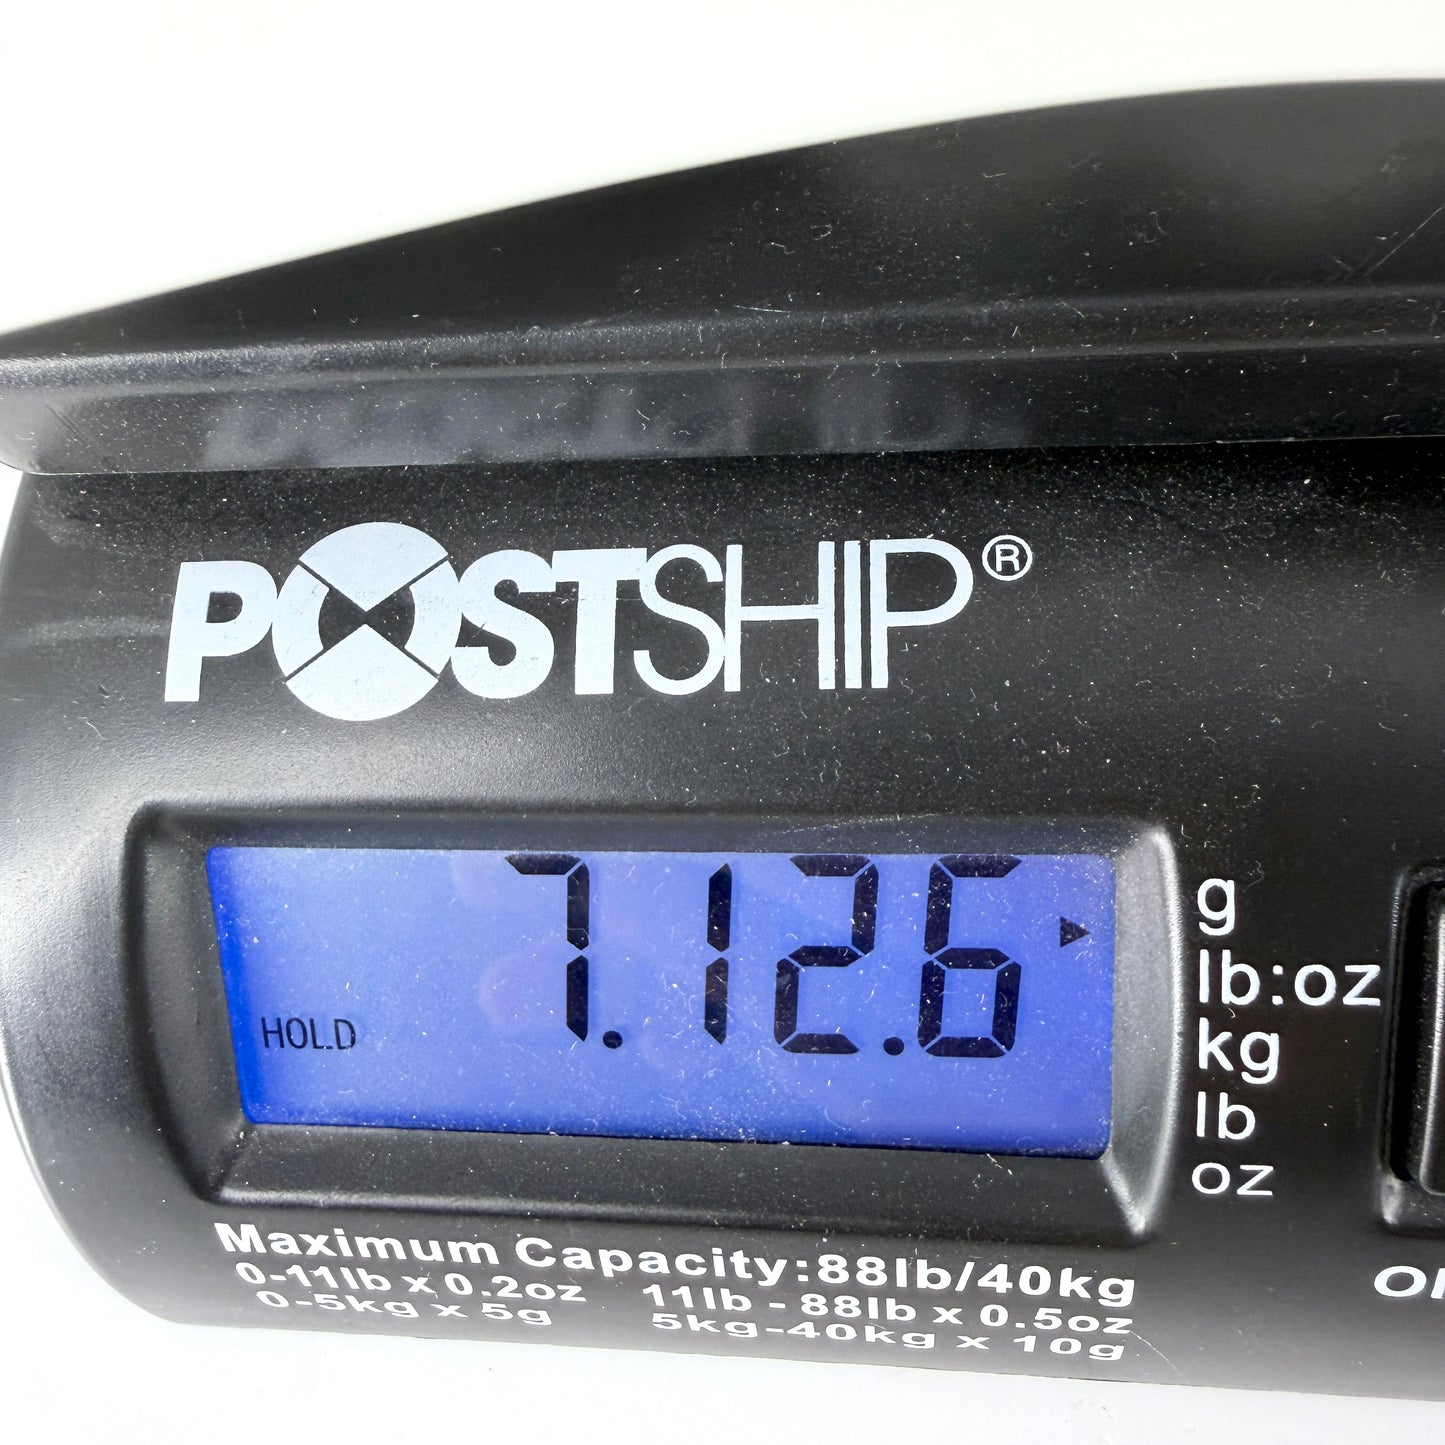 POSTSHIP®
7.12.6
HOLD
g
lb:oz
kg
lb
oz
Maximum Capacity:88lb/40kg
0-11lb x 0.2oz 11lb - 88lb x 0.5oz
0-5kg x 5g 5kg-40kg x 10g